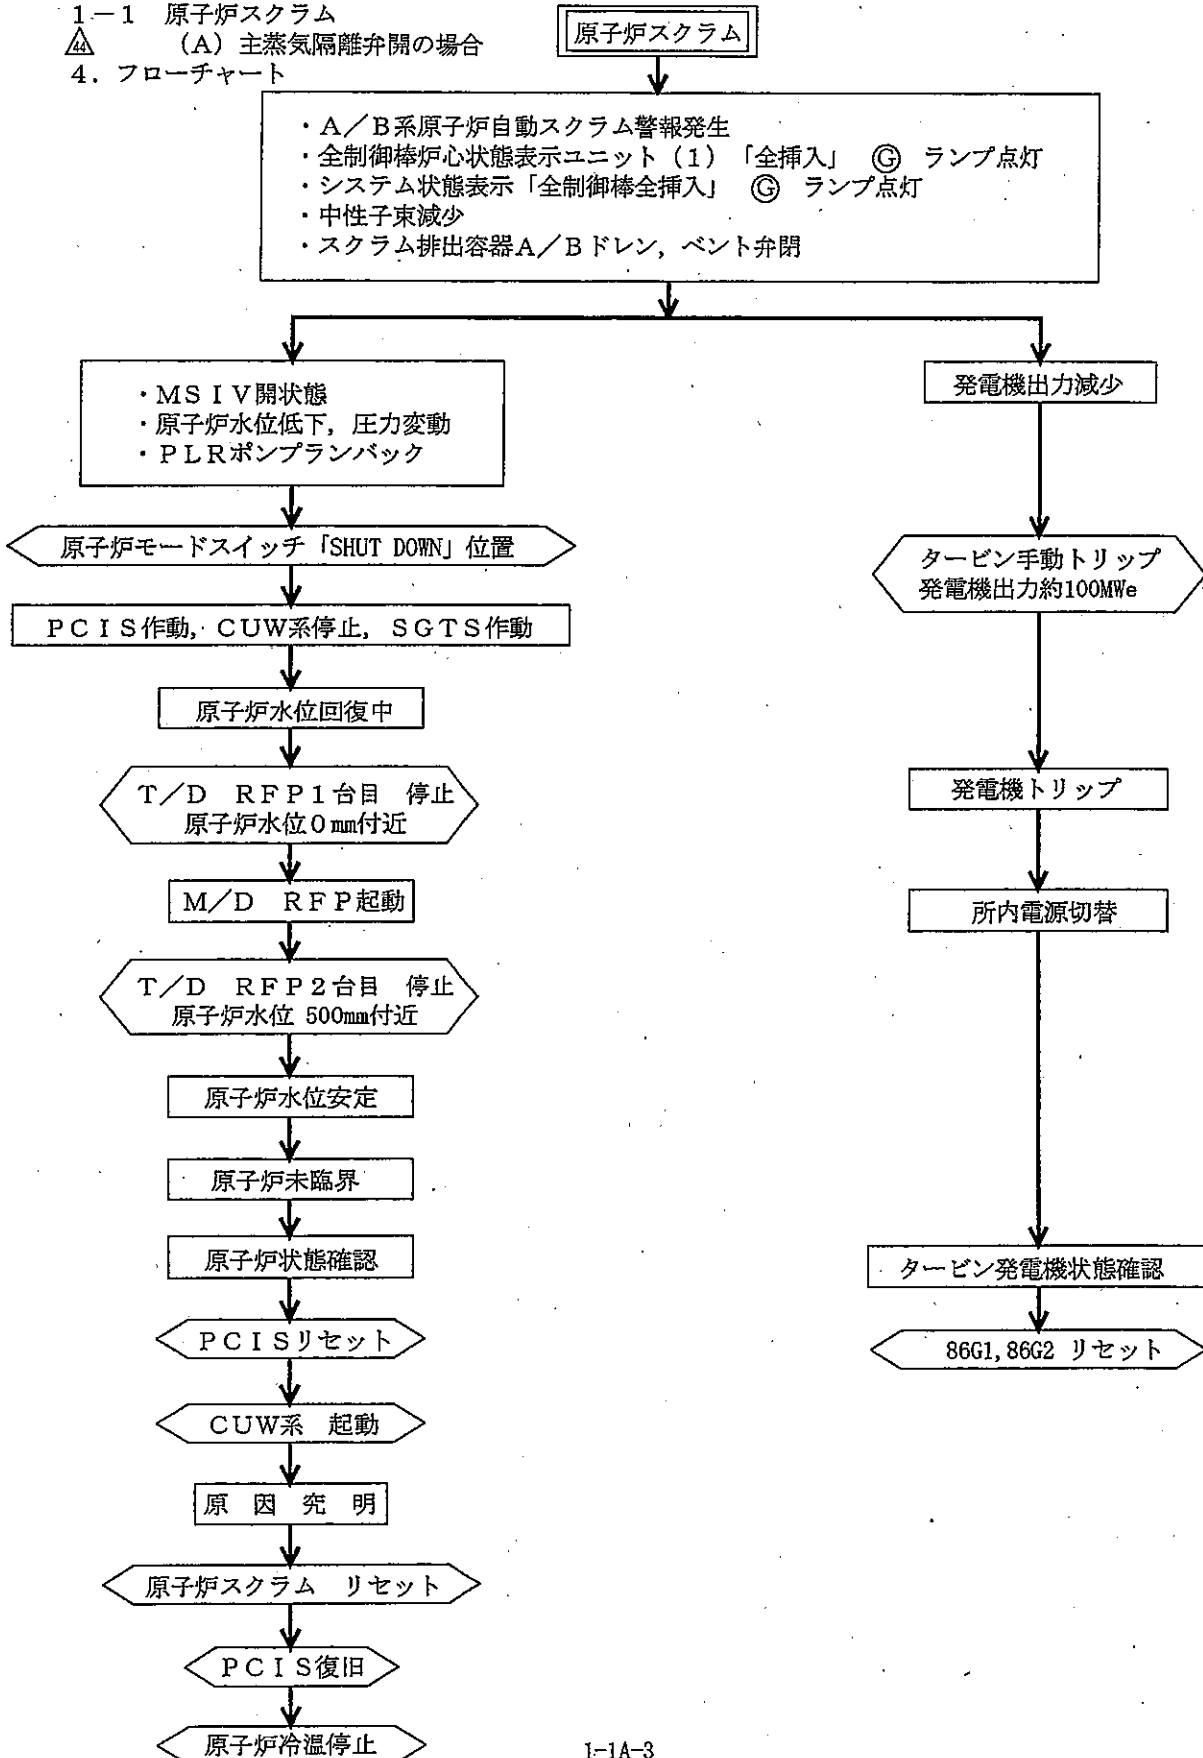 1-1 原子炉スクラム
44 (A) 主蒸気隔離弁開の場合
4. フローチャート
原子炉スクラム
・A/B系原子炉自動スクラム警報発生
・全制御棒炉心状態表示ユニット(1)「全挿入」 Ⓖ ランプ点灯
・システム状態表示「全制御棒全挿入」 Ⓖ ランプ点灯
・中性子束減少
・スクラム排出容器A/Bドレン, ベント弁閉
・MSIV開状態
・原子炉水位低下, 圧力変動
・PLRポンプランバック
原子炉モードスイッチ「SHUT DOWN」位置
PCIS作動, CUW系停止, SGTS作動
原子炉水位回復中
T/D RFP1台目 停止
原子炉水位0mm付近
M/D RFP起動
T/D RFP2台目 停止
原子炉水位 500mm付近
原子炉水位安定
原子炉未臨界
原子炉状態確認
PCISリセット
CUW系 起動
原 因 究 明
原子炉スクラム リセット
PCIS復旧
原子炉冷温停止
発電機出力減少
タービン手動トリップ
発電機出力約100MWe
発電機トリップ
所内電源切替
タービン発電機状態確認
86G1,86G2 リセット
1-1A-3